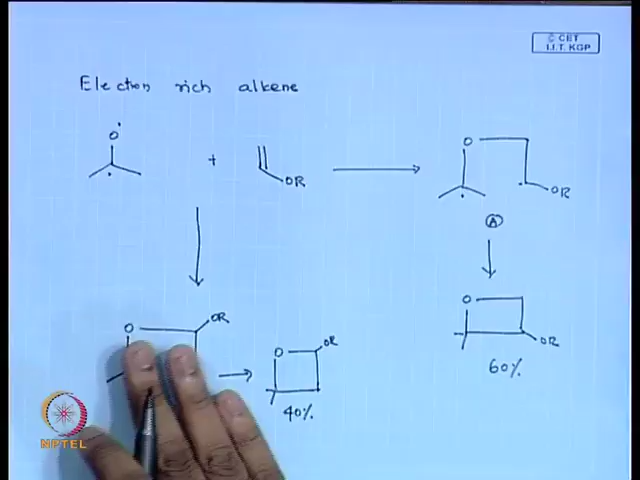 © CET
I.I.T. KGP
Electron rich alkene
O
+
OR
O
OR
A
O
OR
60%
O
OR
O
OR
40%
NPTEL